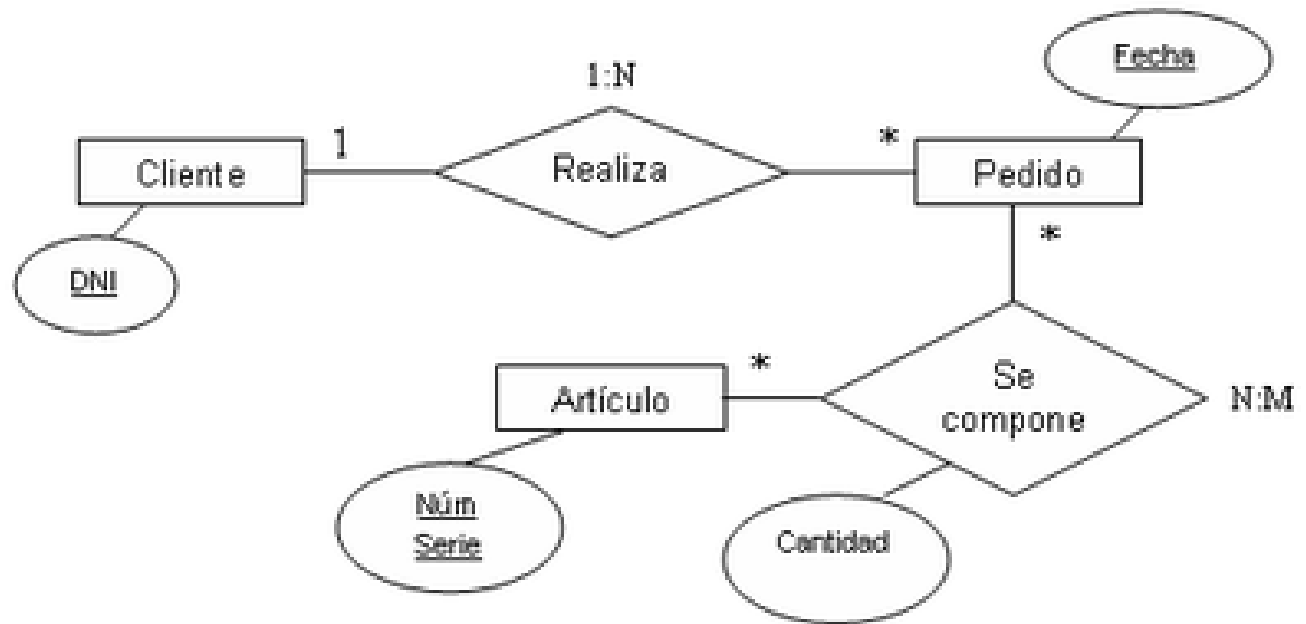 Fecha
1:N
1
*
Cliente
Realiza
Pedido
*
DNI
*
Artículo
Se
compone
N:M
Núm
Serie
Cantidad